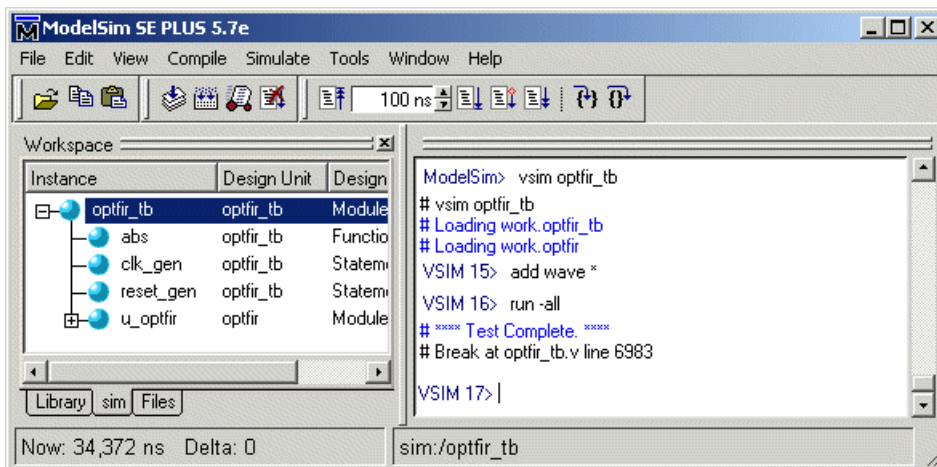 ModelSim SE PLUS 5.7e
File Edit View Compile Simulate Tools Window Help
100 ns
Workspace
Instance Design Unit Design
optfir_tb optfir_tb Module
abs optfir_tb Functio
clk_gen optfir_tb Statem
reset_gen optfir_tb Statem
u_optfir optfir Module
Library sim Files
ModelSim> vsim optfir_tb
# vsim optfir_tb
# Loading work.optfir_tb
# Loading work.optfir
VSIM 15> add wave *
VSIM 16> run -all
# **** Test Complete. ****
# Break at optfir_tb.v line 6983
VSIM 17>
Now: 34,372 ns Delta: 0
sim:/optfir_tb